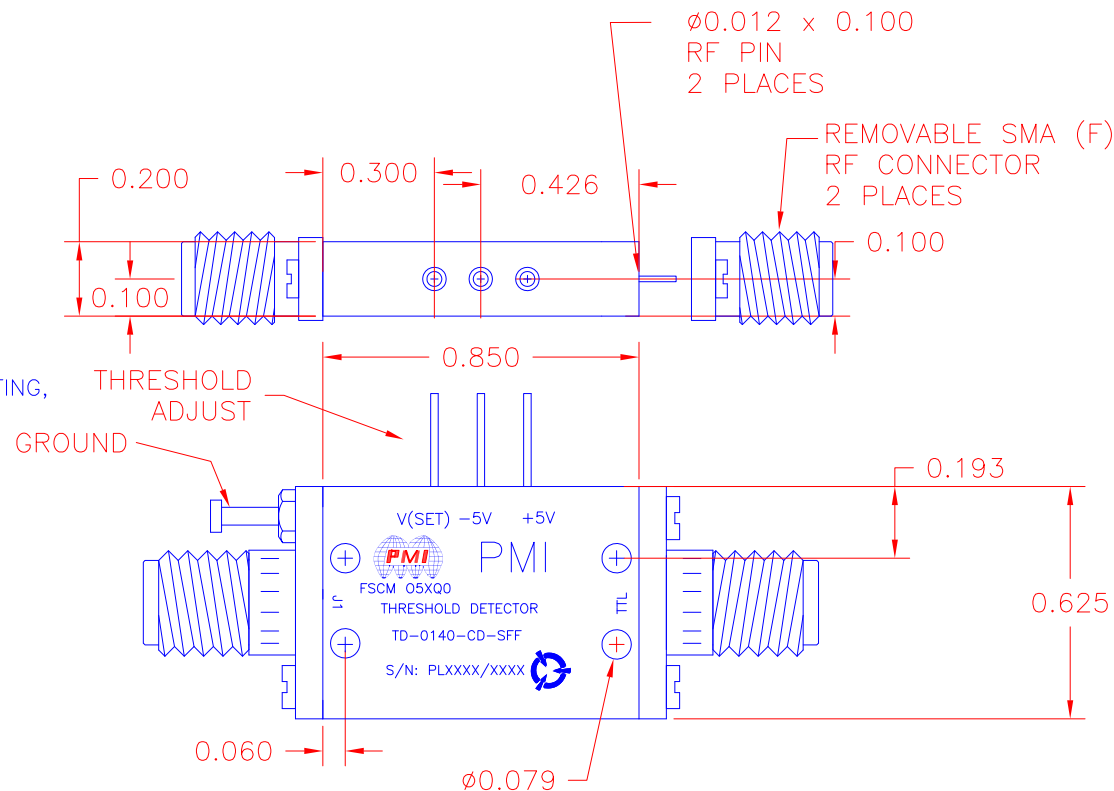 ø0.012 x 0.100
RF PIN
2 PLACES
REMOVABLE SMA (F)
RF CONNECTOR
2 PLACES
0.200
0.300
0.426
0.100
0.100
0.850
TING,
THRESHOLD
ADJUST
GROUND
0.193
V(SET) -5V +5V
PMI
PMI
FSCM 05XQ0
J1
THRESHOLD DETECTOR
TTL
TD-0140-CD-SFF
S/N: PLXXXX/XXXX
0.625
0.060
ø0.079